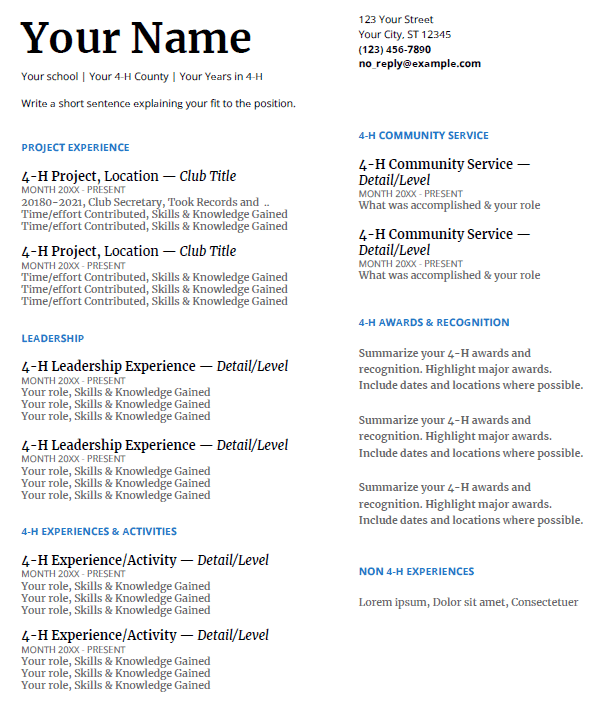 Your Name
Your school | Your 4-H County | Your Years in 4-H
Write a short sentence explaining your fit to the position.
123 Your Street
Your City, ST 12345
(123) 456-7890
no_reply@example.com
PROJECT EXPERIENCE
4-H Project, Location — Club Title
MONTH 20XX - PRESENT
20180-2021, Club Secretary, Took Records and ..
Time/effort Contributed, Skills & Knowledge Gained
Time/effort Contributed, Skills & Knowledge Gained
4-H Project, Location — Club Title
MONTH 20XX - PRESENT
Time/effort Contributed, Skills & Knowledge Gained
Time/effort Contributed, Skills & Knowledge Gained
Time/effort Contributed, Skills & Knowledge Gained
LEADERSHIP
4-H Leadership Experience — Detail/Level
MONTH 20XX - PRESENT
Your role, Skills & Knowledge Gained
Your role, Skills & Knowledge Gained
Your role, Skills & Knowledge Gained
4-H Leadership Experience — Detail/Level
MONTH 20XX - PRESENT
Your role, Skills & Knowledge Gained
Your role, Skills & Knowledge Gained
Your role, Skills & Knowledge Gained
4-H EXPERIENCES & ACTIVITIES
4-H Experience/Activity — Detail/Level
MONTH 20XX - PRESENT
Your role, Skills & Knowledge Gained
Your role, Skills & Knowledge Gained
Your role, Skills & Knowledge Gained
4-H Experience/Activity — Detail/Level
MONTH 20XX - PRESENT
Your role, Skills & Knowledge Gained
Your role, Skills & Knowledge Gained
Your role, Skills & Knowledge Gained
4-H COMMUNITY SERVICE
4-H Community Service —
Detail/Level
MONTH 20XX - PRESENT
What was accomplished & your role
4-H Community Service —
Detail/Level
MONTH 20XX - PRESENT
What was accomplished & your role
4-H AWARDS & RECOGNITION
Summarize your 4-H awards and
recognition. Highlight major awards.
Include dates and locations where possible.
Summarize your 4-H awards and
recognition. Highlight major awards.
Include dates and locations where possible.
Summarize your 4-H awards and
recognition. Highlight major awards.
Include dates and locations where possible.
NON 4-H EXPERIENCES
Lorem ipsum, Dolor sit amet, Consectetuer